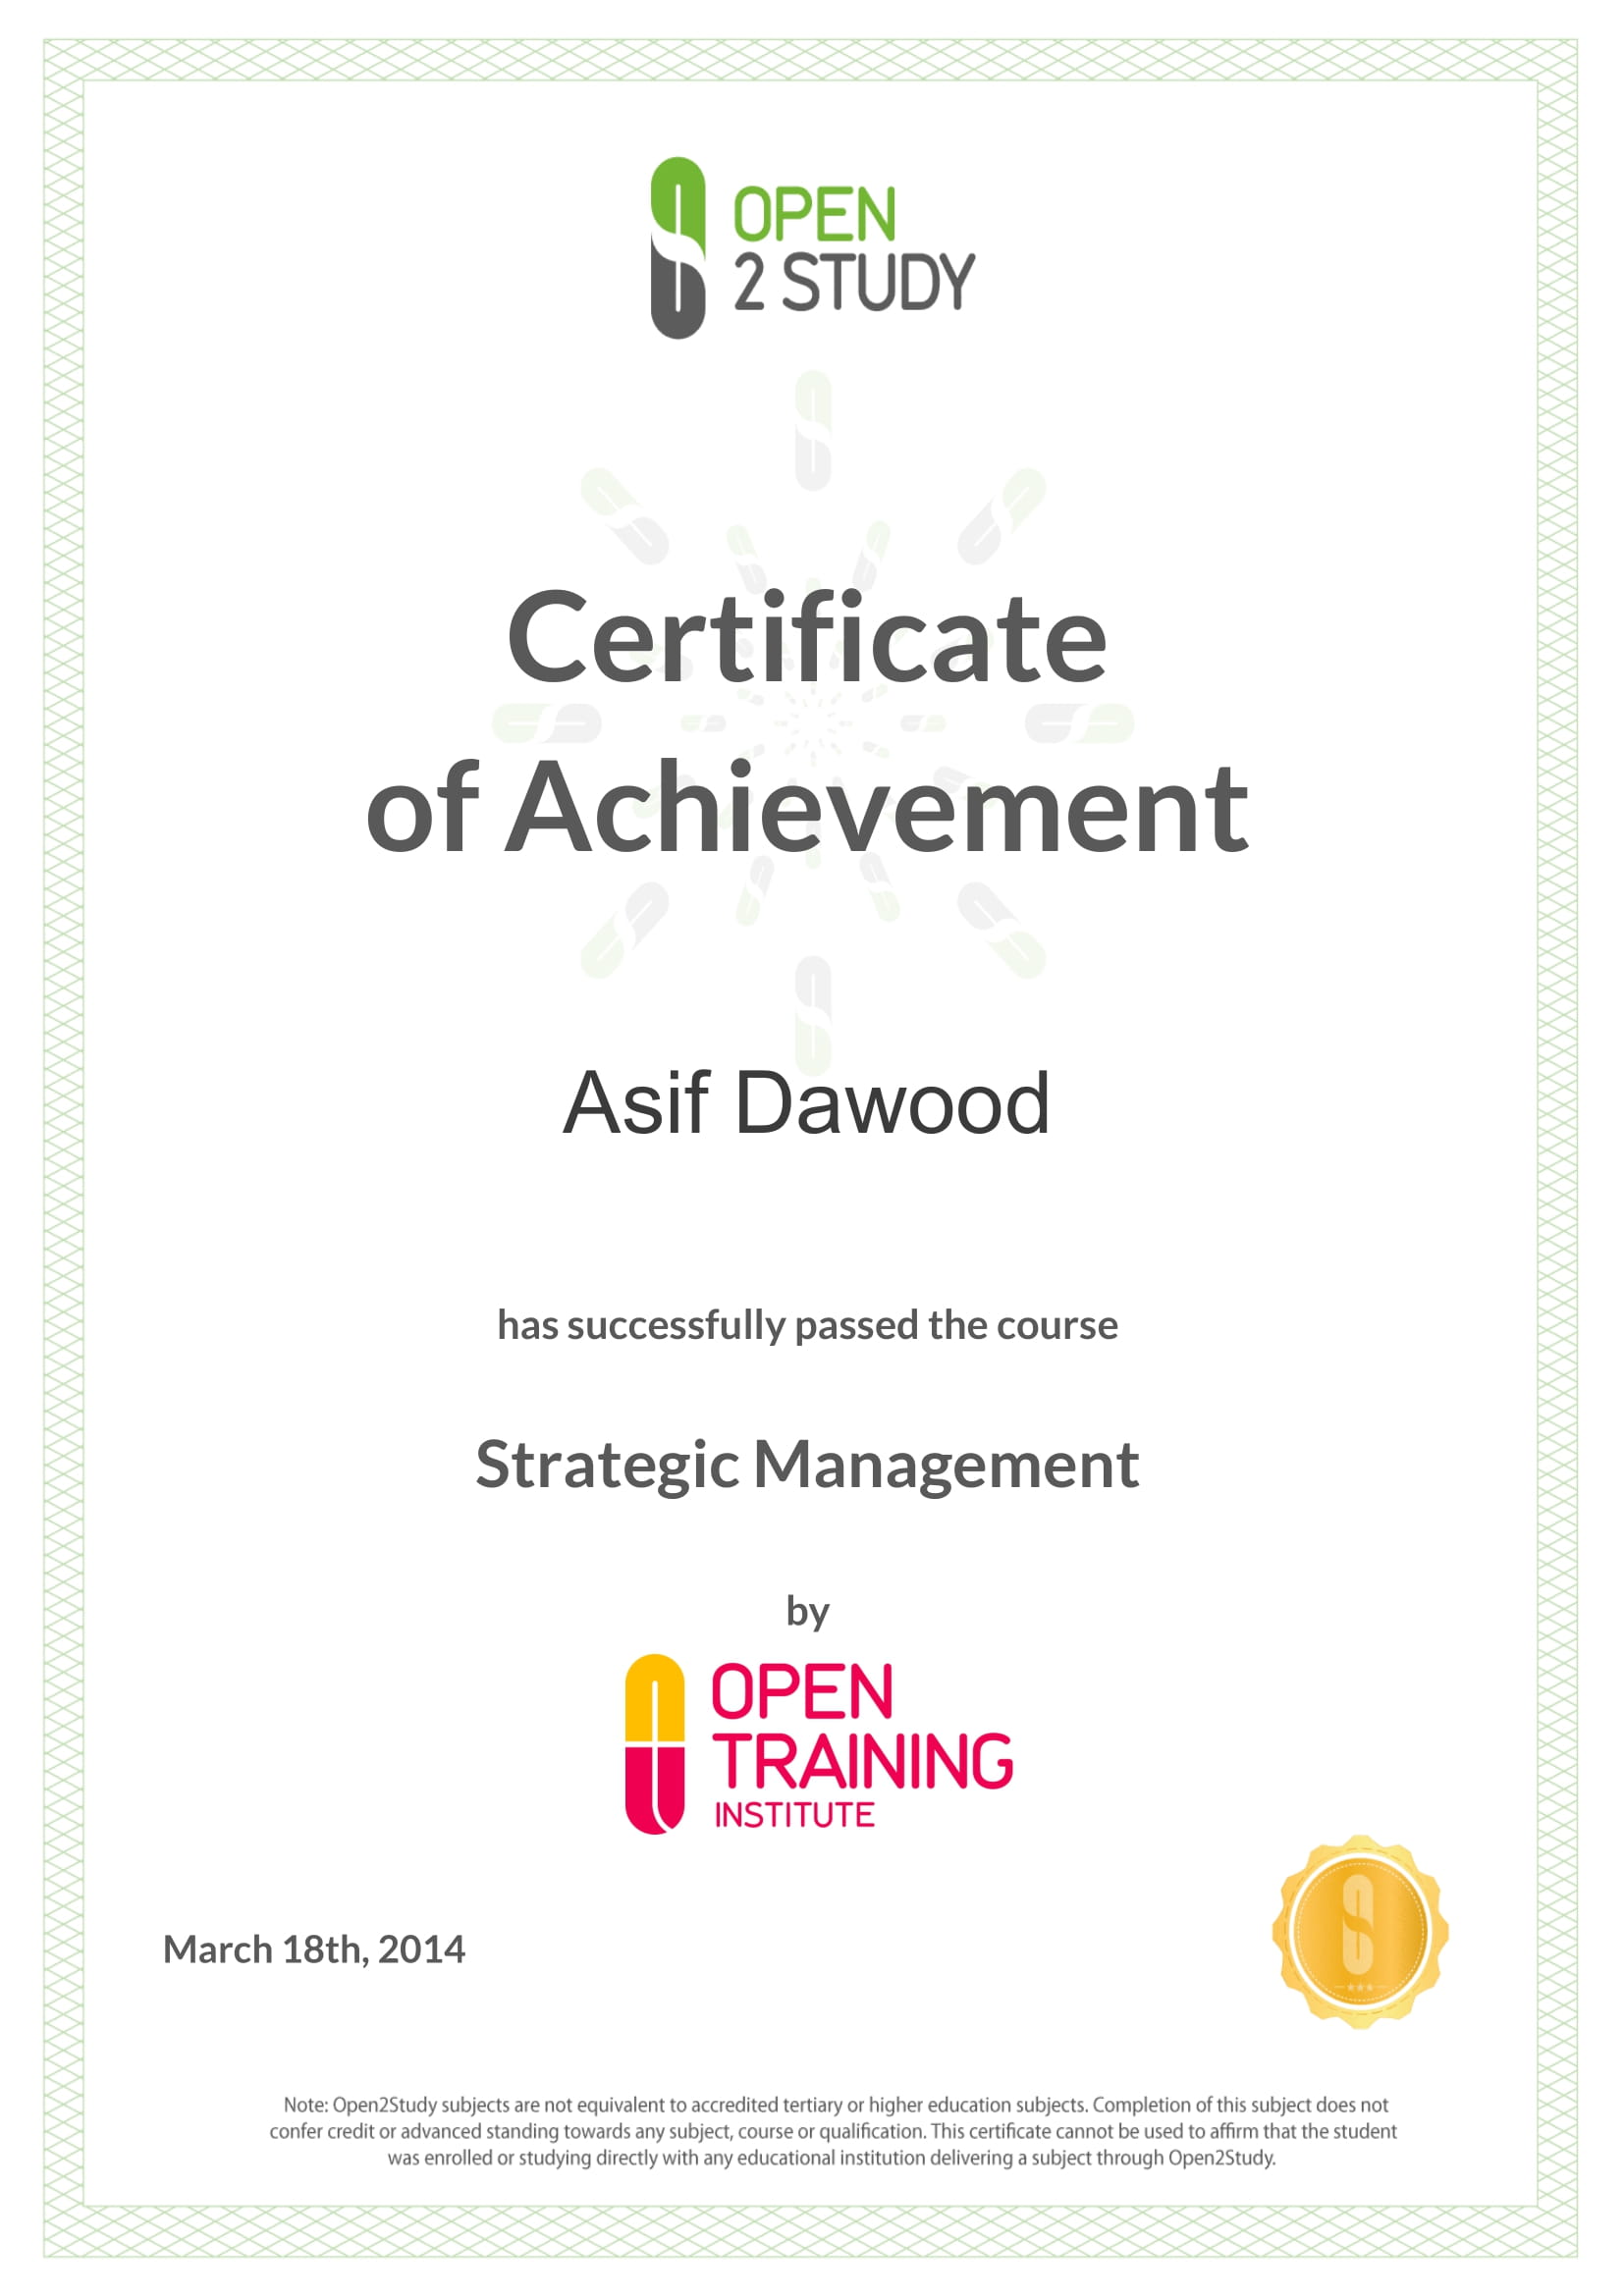 OPEN
2 STUDY
Certificate
of Achievement
Asif Dawood
has successfully passed the course
Strategic Management
by
OPEN
TRAINING
INSTITUTE
March 18th, 2014
Note: Open2Study subjects are not equivalent to accredited tertiary or higher education subjects. Completion of this subject does not
confer credit or advanced standing towards any subject, course or qualification. This certificate cannot be used to affirm that the student
was enrolled or studying directly with any educational institution delivering a subject through Open2Study.